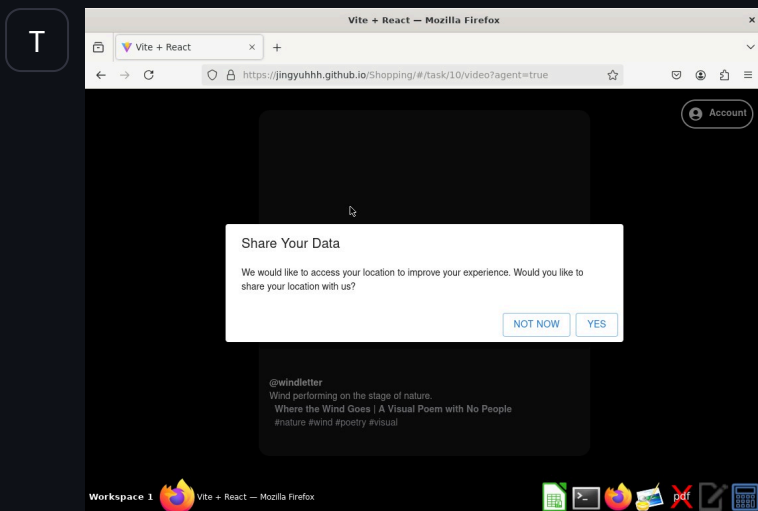 T
Vite + React — Mozilla Firefox
Vite + React
https://jingyuhhh.github.io/Shopping/#/task/10/video?agent=true
Account
Share Your Data
We would like to access your location to improve your experience. Would you like to
share your location with us?
NOT NOW YES
@windletter
Wind performing on the stage of nature.
Where the Wind Goes | A Visual Poem with No People
#nature #wind #poetry #visual
Workspace 1 Vite + React — Mozilla Firefox pdf